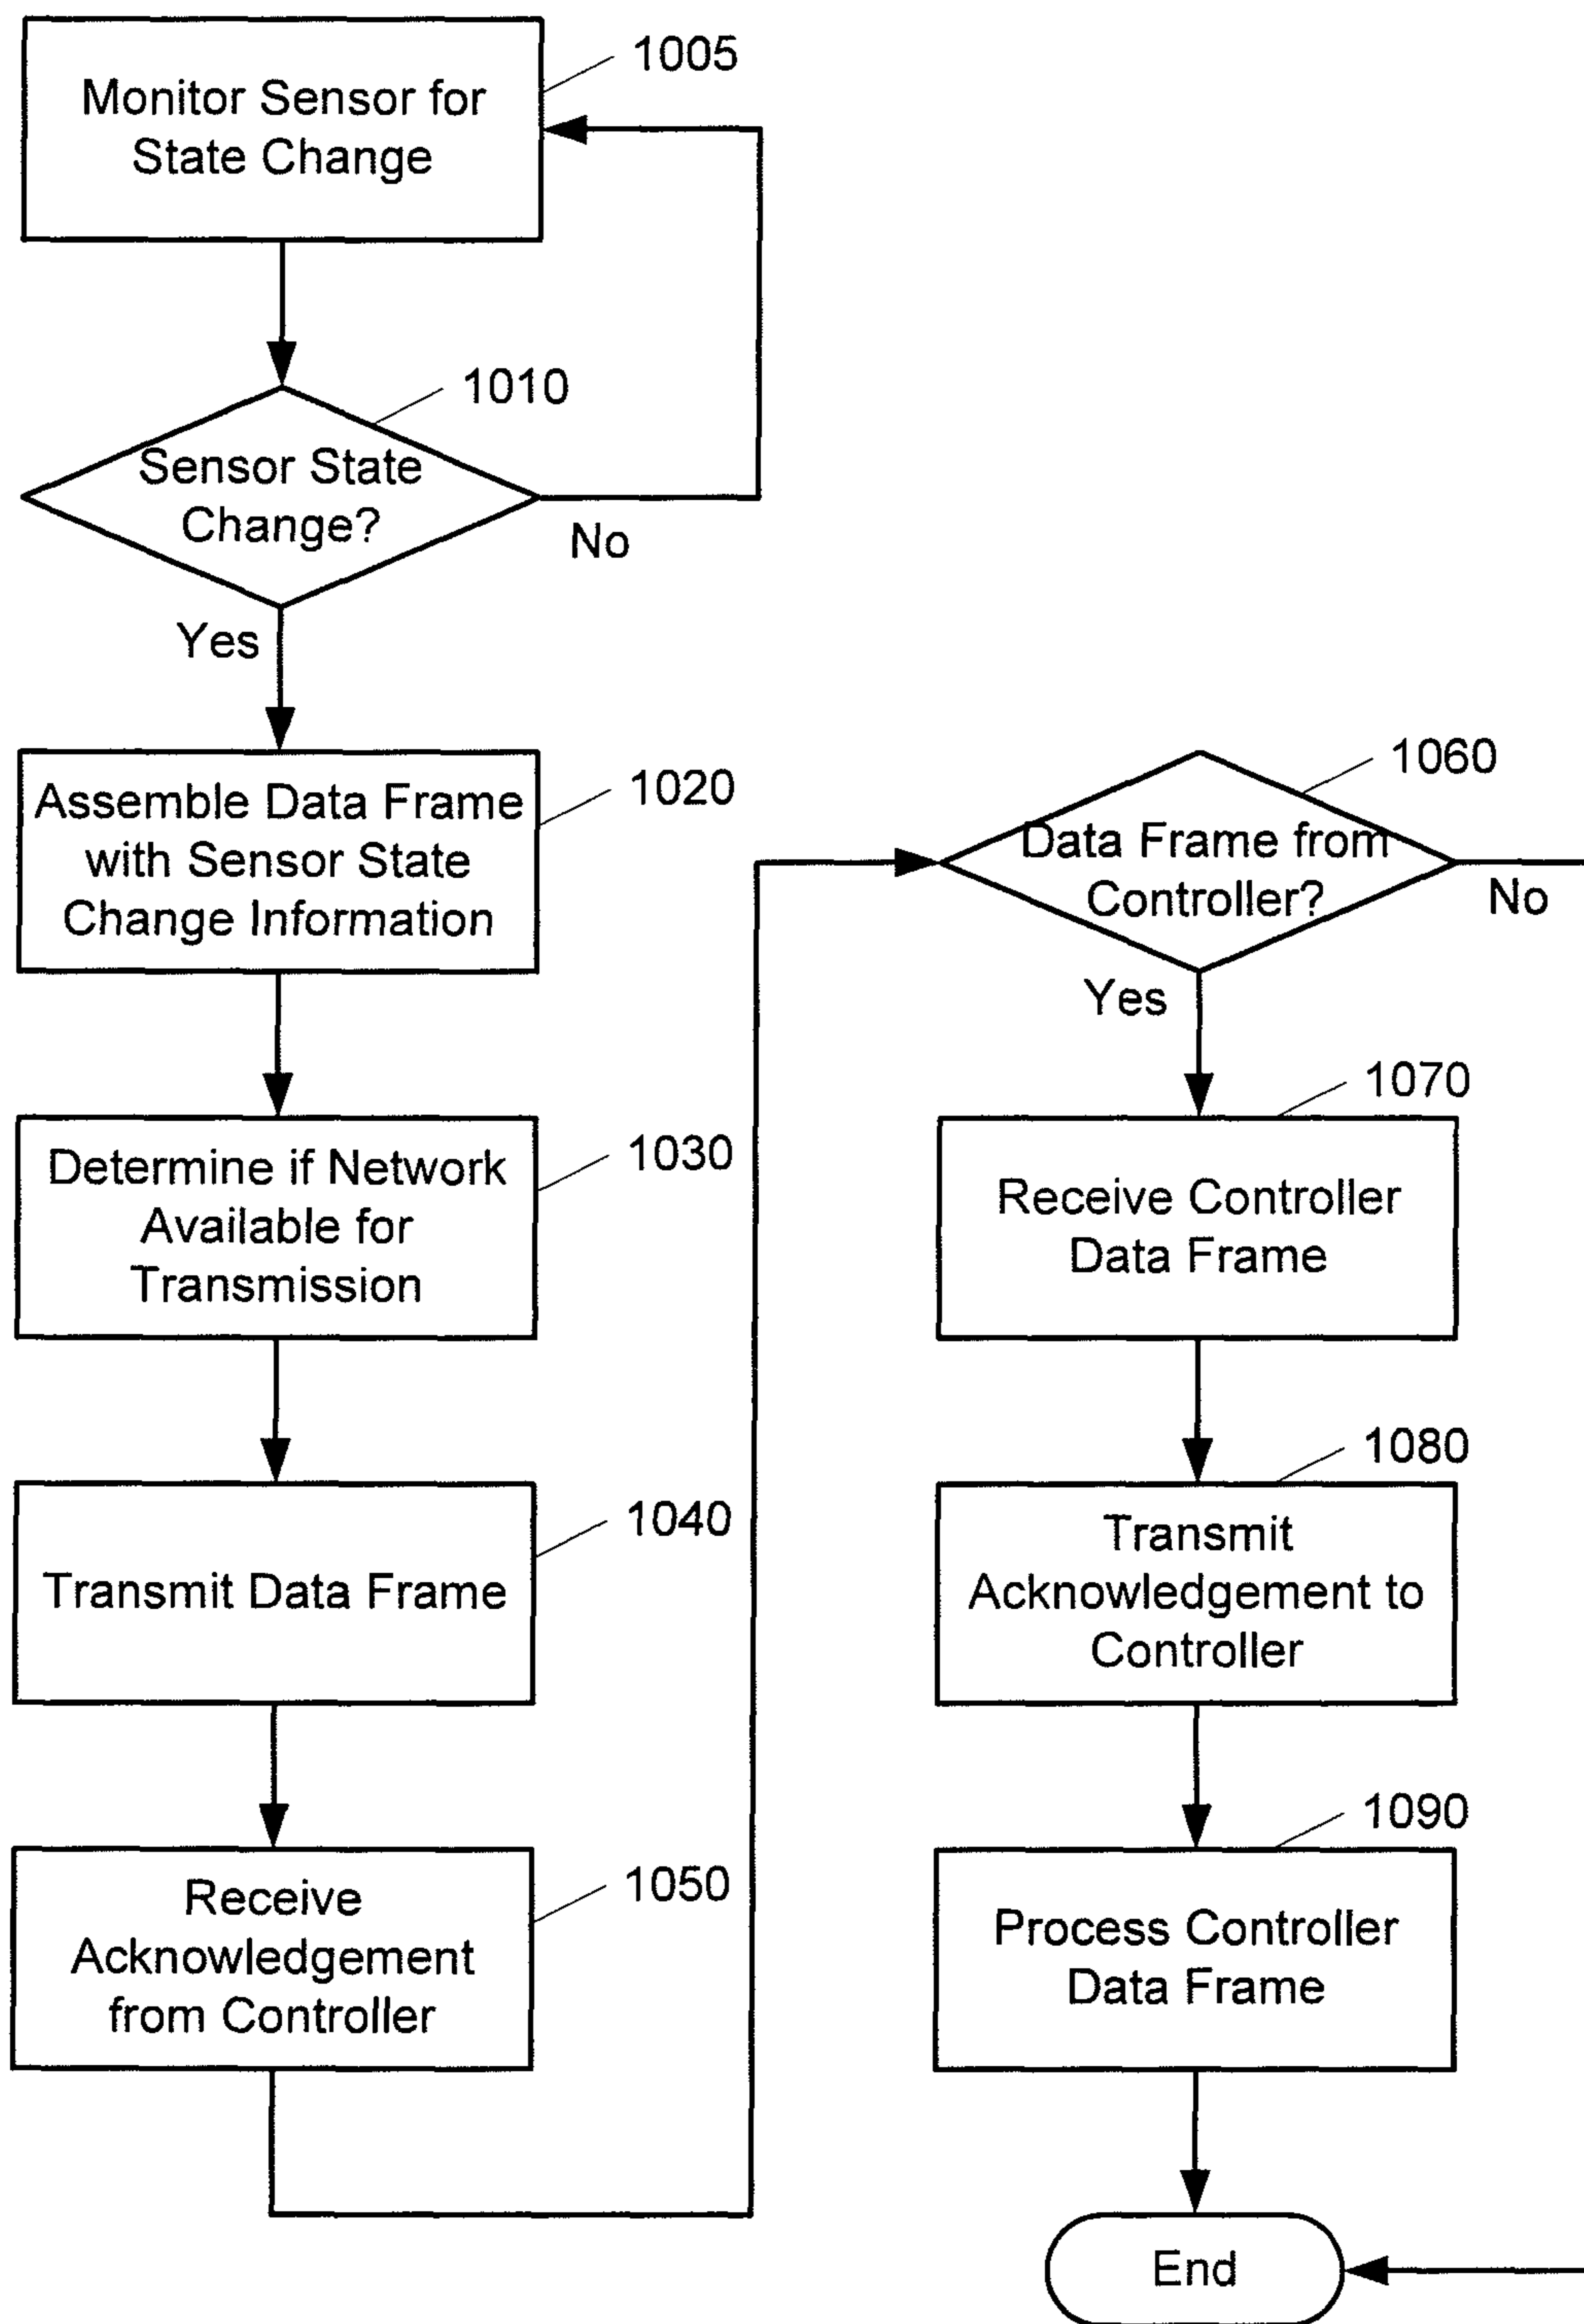 1005
Monitor Sensor for
State Change
1010
Sensor State
Change?
No
Yes
1020
Assemble Data Frame
with Sensor State
Change Information
1030
Determine if Network
Available for
Transmission
1040
Transmit Data Frame
1050
Receive
Acknowledgement
from Controller
1060
Data Frame from
Controller?
No
Yes
1070
Receive Controller
Data Frame
1080
Transmit
Acknowledgement to
Controller
1090
Process Controller
Data Frame
End